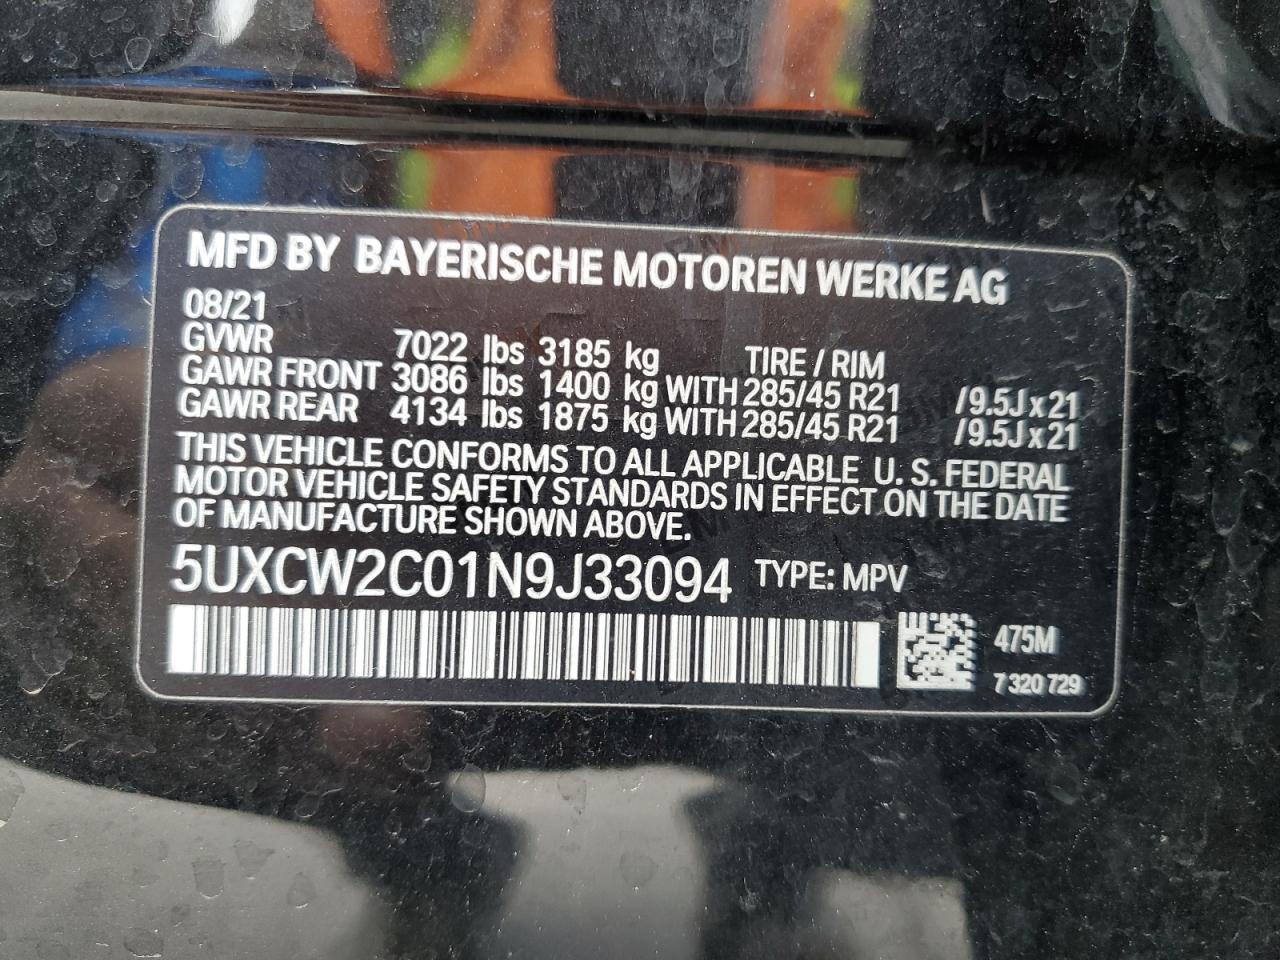 MFD BY BAYERISCHE MOTOREN WERKE AG
08/21
GVWR 7022 lbs 3185 kg TIRE / RIM
GAWR FRONT 3086 lbs 1400 kg WITH 285/45 R21 /9.5J x 21
GAWR REAR 4134 lbs 1875 kg WITH 285/45 R21 /9.5J x 21
THIS VEHICLE CONFORMS TO ALL APPLICABLE U. S. FEDERAL
MOTOR VEHICLE SAFETY STANDARDS IN EFFECT ON THE DATE
OF MANUFACTURE SHOWN ABOVE.
5UXCW2C01N9J33094 TYPE: MPV
475M
7 320 729